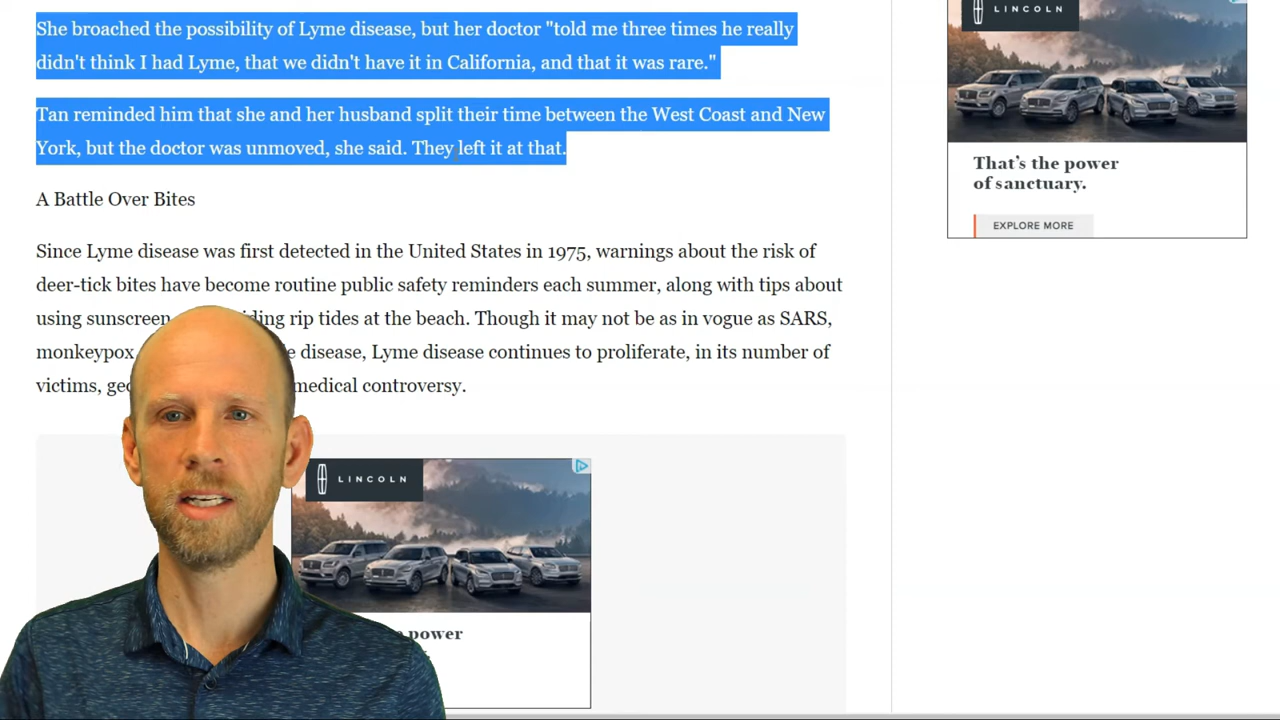 She broached the possibility of Lyme disease, but her doctor "told me three times he really
didn't think I had Lyme, that we didn't have it in California, and that it was rare."
Tan reminded him that she and her husband split their time between the West Coast and New
York, but the doctor was unmoved, she said. They left it at that.
A Battle Over Bites
Since Lyme disease was first detected in the United States in 1975, warnings about the risk of
deer-tick bites have become routine public safety reminders each summer, along with tips about
using sunscreen rip tides at the beach. Though it may not be as in vogue as SARS,
monkeypox disease, Lyme disease continues to proliferate, in its number of
victims, medical controversy.
LINCOLN
power
LINCOLN
That's the power
of sanctuary.
EXPLORE MORE